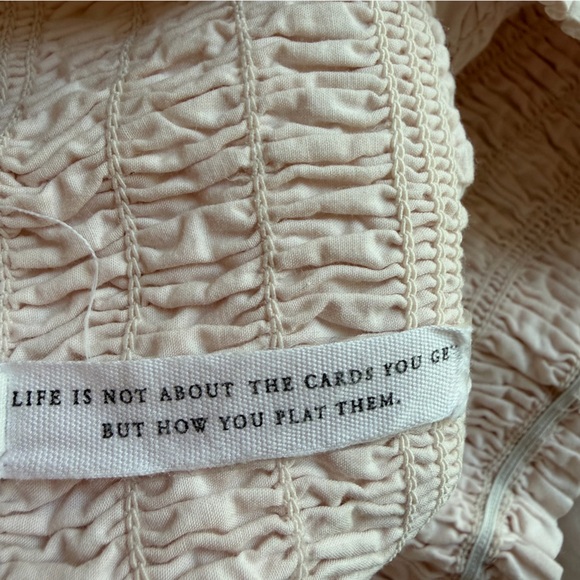 LIFE IS NOT ABOUT THE CARDS YOU GET
BUT HOW YOU PLAT THEM.